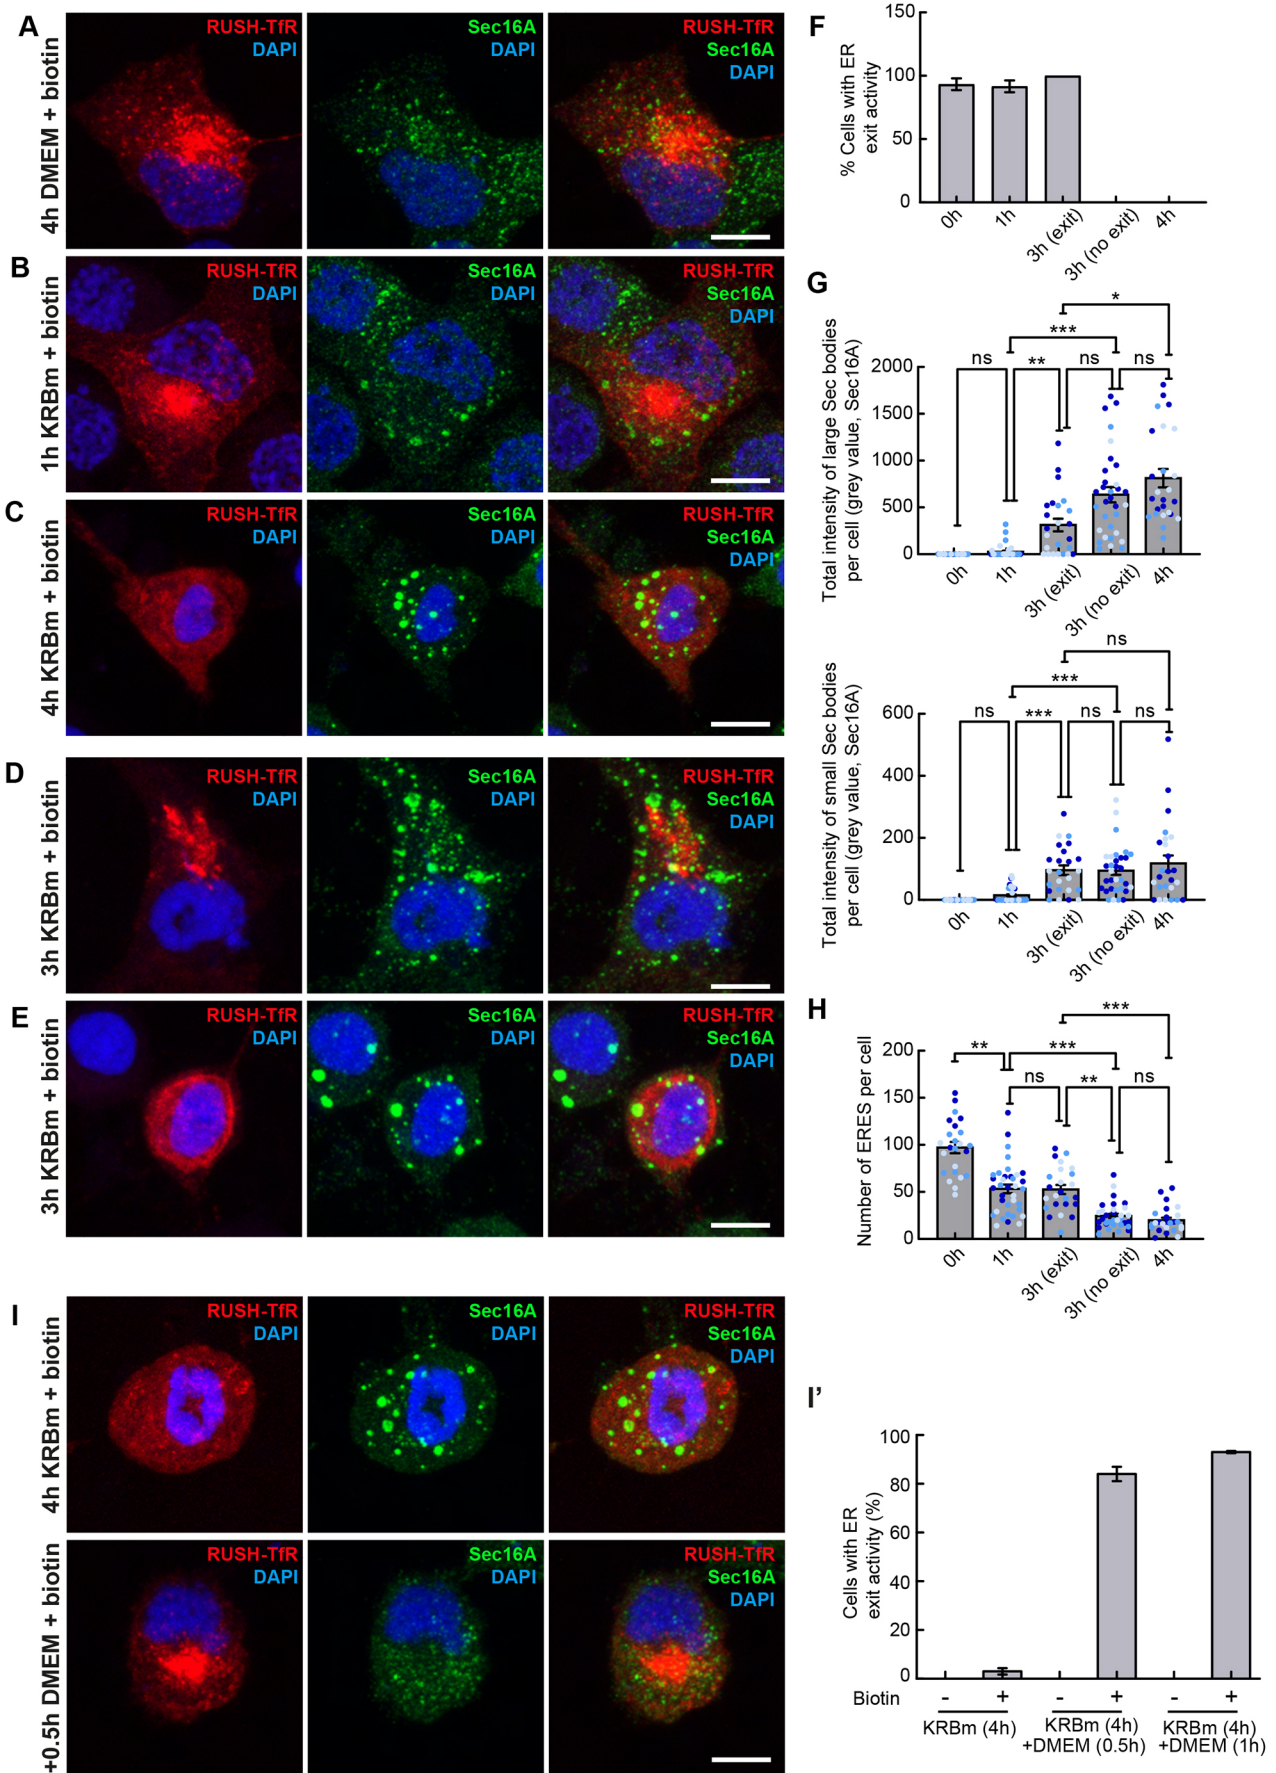 A
4h DMEM + biotin
RUSH-TfR
DAPI
Sec16A
DAPI
RUSH-TfR
Sec16A
DAPI
B
1h KRBm + biotin
RUSH-TfR
DAPI
Sec16A
DAPI
RUSH-TfR
Sec16A
DAPI
C
4h KRBm + biotin
RUSH-TfR
DAPI
Sec16A
DAPI
RUSH-TfR
Sec16A
DAPI
D
3h KRBm + biotin
RUSH-TfR
DAPI
Sec16A
DAPI
RUSH-TfR
Sec16A
DAPI
E
3h KRBm + biotin
RUSH-TfR
DAPI
Sec16A
DAPI
RUSH-TfR
Sec16A
DAPI
F
% Cells with ER
exit activity
150
100
50
0
0h
1h
3h (exit)
3h (no exit)
4h
G
Total intensity of large Sec bodies
per cell (grey value, Sec16A)
*
***
ns
**
ns
ns
2000
1500
1000
500
0
0h
1h
3h (exit)
3h (no exit)
4h
Total intensity of small Sec bodies
per cell (grey value, Sec16A)
ns
***
ns
***
ns
ns
600
400
200
0
0h
1h
3h (exit)
3h (no exit)
4h
H
Number of ERES per cell
***
**
***
ns
**
ns
200
150
100
50
0
0h
1h
3h (exit)
3h (no exit)
4h
I
4h KRBm + biotin
RUSH-TfR
DAPI
Sec16A
DAPI
RUSH-TfR
Sec16A
DAPI
+0.5h DMEM + biotin
RUSH-TfR
DAPI
Sec16A
DAPI
RUSH-TfR
Sec16A
DAPI
I’
Cells with ER
exit activity (%)
100
80
60
40
20
0
Biotin - + - + - +
KRBm (4h)
KRBm (4h)
+DMEM (0.5h)
KRBm (4h)
+DMEM (1h)